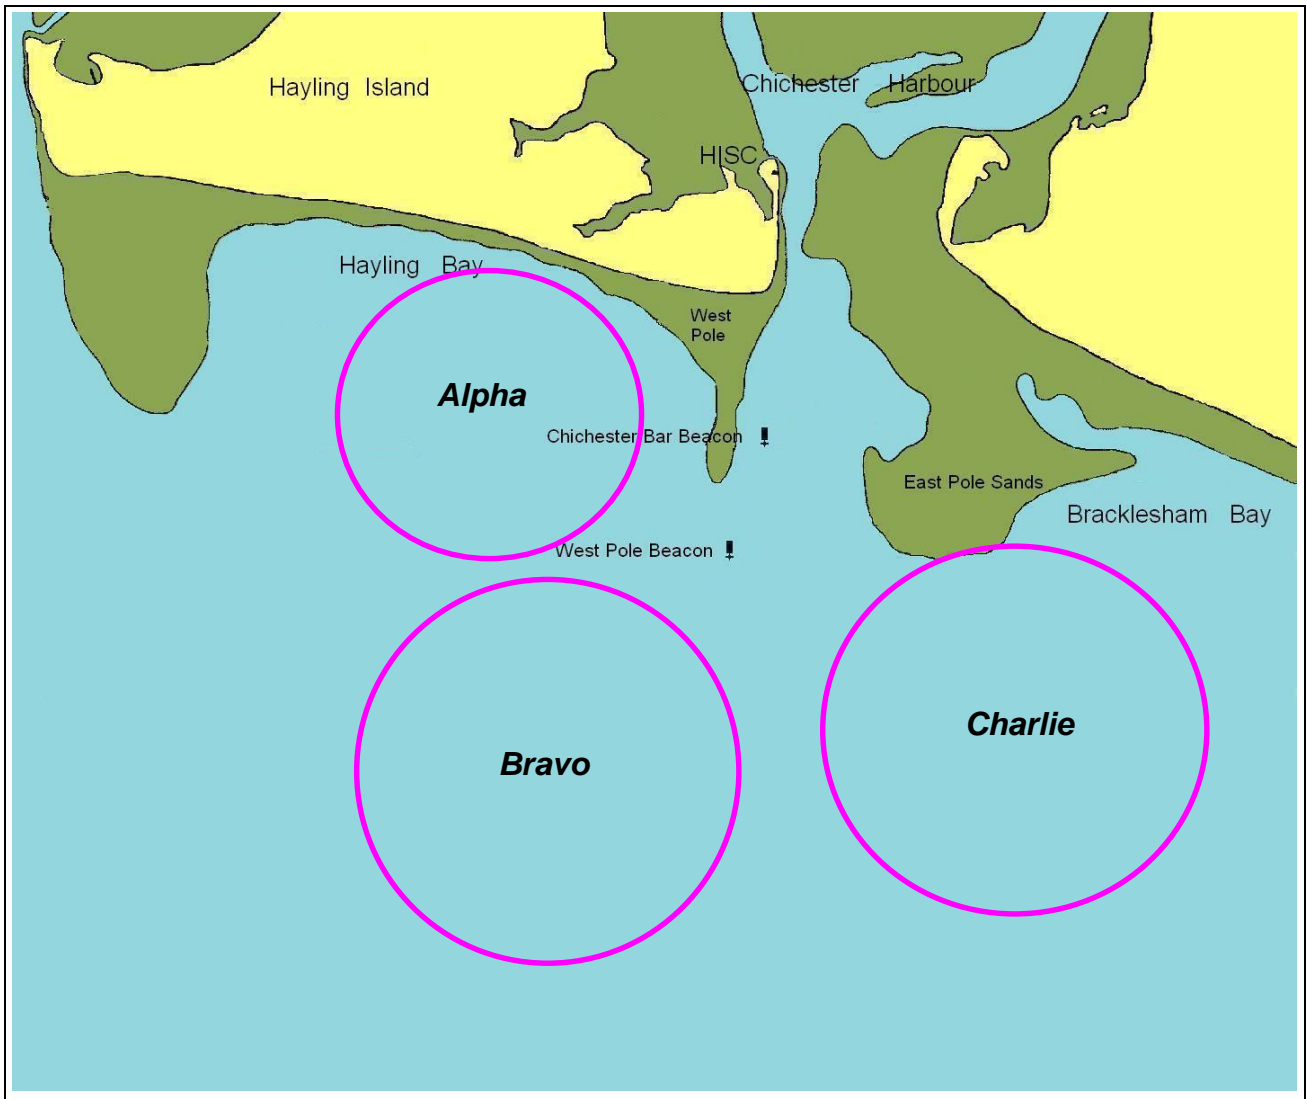 Hayling Island
Chichester Harbour
HISC
Hayling Bay
West
Pole
Alpha
Chichester Bar Beacon
East Pole Sands
Bracklesham Bay
West Pole Beacon
Charlie
Bravo